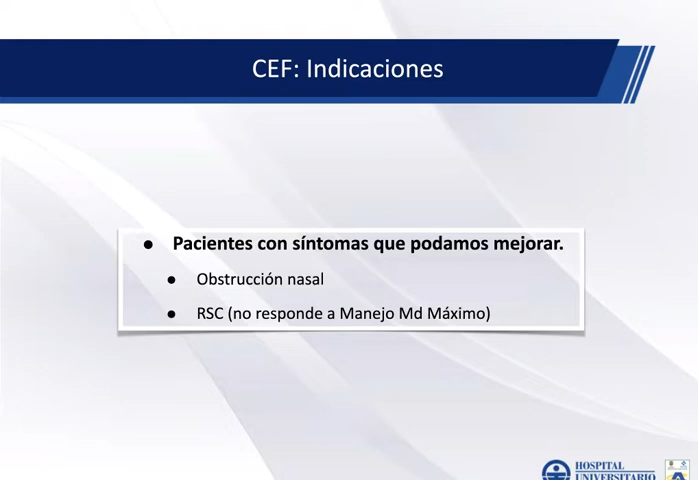 CEF: Indicaciones
● Pacientes con síntomas que podamos mejorar.
● Obstrucción nasal
● RSC (no responde a Manejo Md Máximo)
HOSPITAL
UNIVERSITARIO